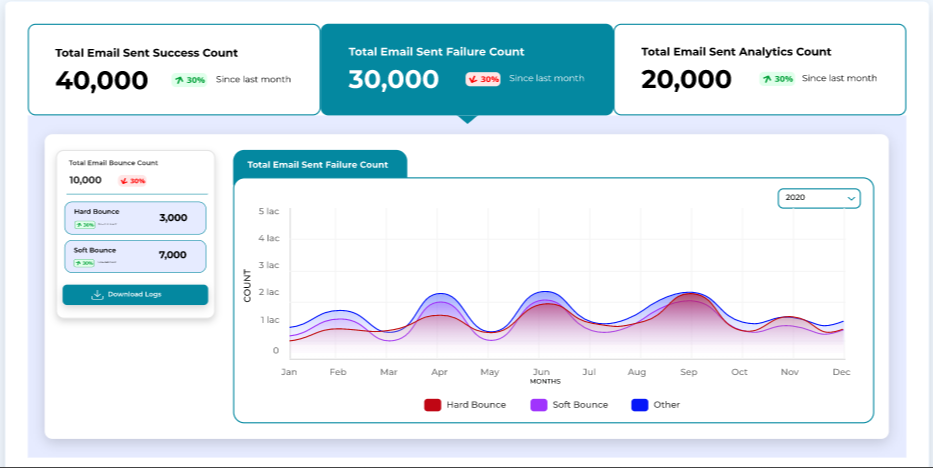 Total Email Sent Success Count
40,000 30% Since last month
Total Email Sent Failure Count
30,000 30% Since last month
Total Email Sent Analytics Count
20,000 30% Since last month
Total Email Bounce Count
10,000 30%
Hard Bounce
3,000
30%
Soft Bounce
7,000
30%
Download Logs
Total Email Sent Failure Count
2020
COUNT
5 lac
4 lac
3 lac
2 lac
1 lac
0
Jan Feb Mar Apr May Jun Jul Aug Sep Oct Nov Dec
MONTHS
Hard Bounce Soft Bounce Other